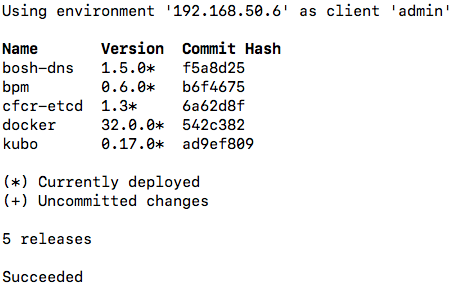 Using environment '192.168.50.6' as client 'admin'
Name Version Commit Hash
bosh-dns 1.5.0* f5a8d25
bpm 0.6.0* b6f4675
cfcr-etcd 1.3* 6a62d8f
docker 32.0.0* 542c382
kubo 0.17.0* ad9ef809
(*) Currently deployed
(+) Uncommitted changes
5 releases
Succeeded